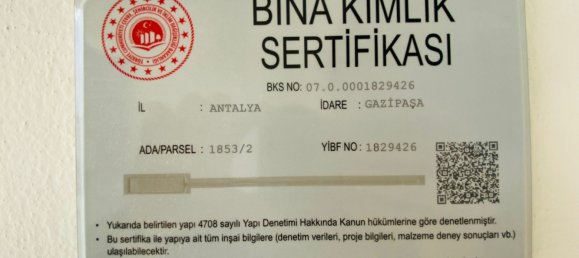 BİNA KİMLİK
SERTİFİKASI
BKS NO: 07.0.0001829426
İL : ANTALYA İDARE : GAZİPAŞA
ADA/PARSEL : 1853/2 YİBF NO : 1829426
• Yukarıda belirtilen yapı 4708 sayılı Yapı Denetimi Hakkında Kanun hükümlerine göre denetlenmiştir.
• Bu sertifika ile yapıya ait tüm inşai bilgilere (denetim verileri, proje bilgileri, malzeme deney sonuçları vb.)
ulaşılabilecektir.